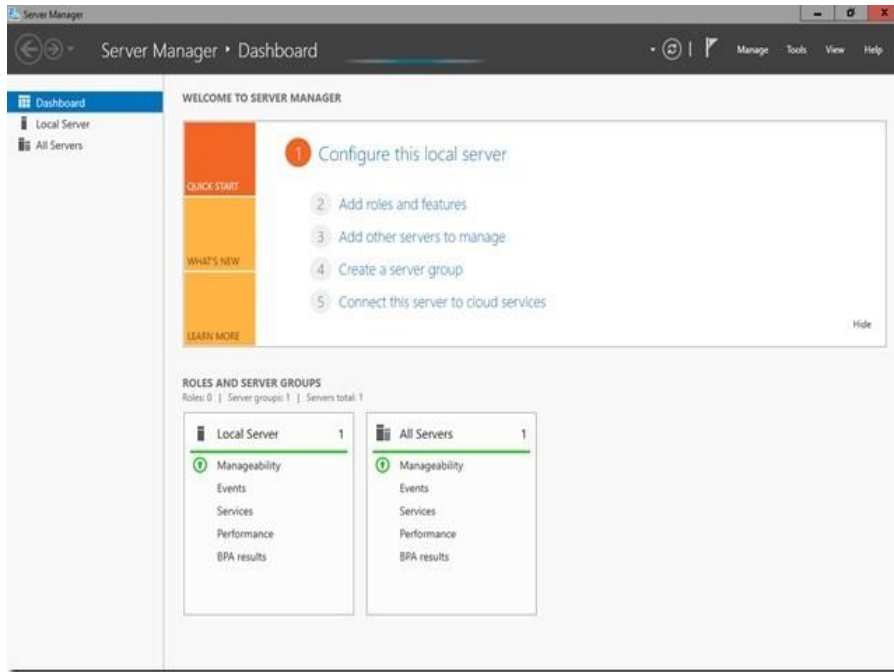 Server Manager
Server Manager • Dashboard
Manage Tools View Help
Dashboard
Local Server
All Servers
WELCOME TO SERVER MANAGER
QUICK START
WHAT'S NEW
LEARN MORE
1 Configure this local server
2 Add roles and features
3 Add other servers to manage
4 Create a server group
5 Connect this server to cloud services
Hide
ROLES AND SERVER GROUPS
Roles: 0 | Server groups: 1 | Servers total: 1
Local Server 1
Manageability
Events
Services
Performance
BPA results
All Servers 1
Manageability
Events
Services
Performance
BPA results